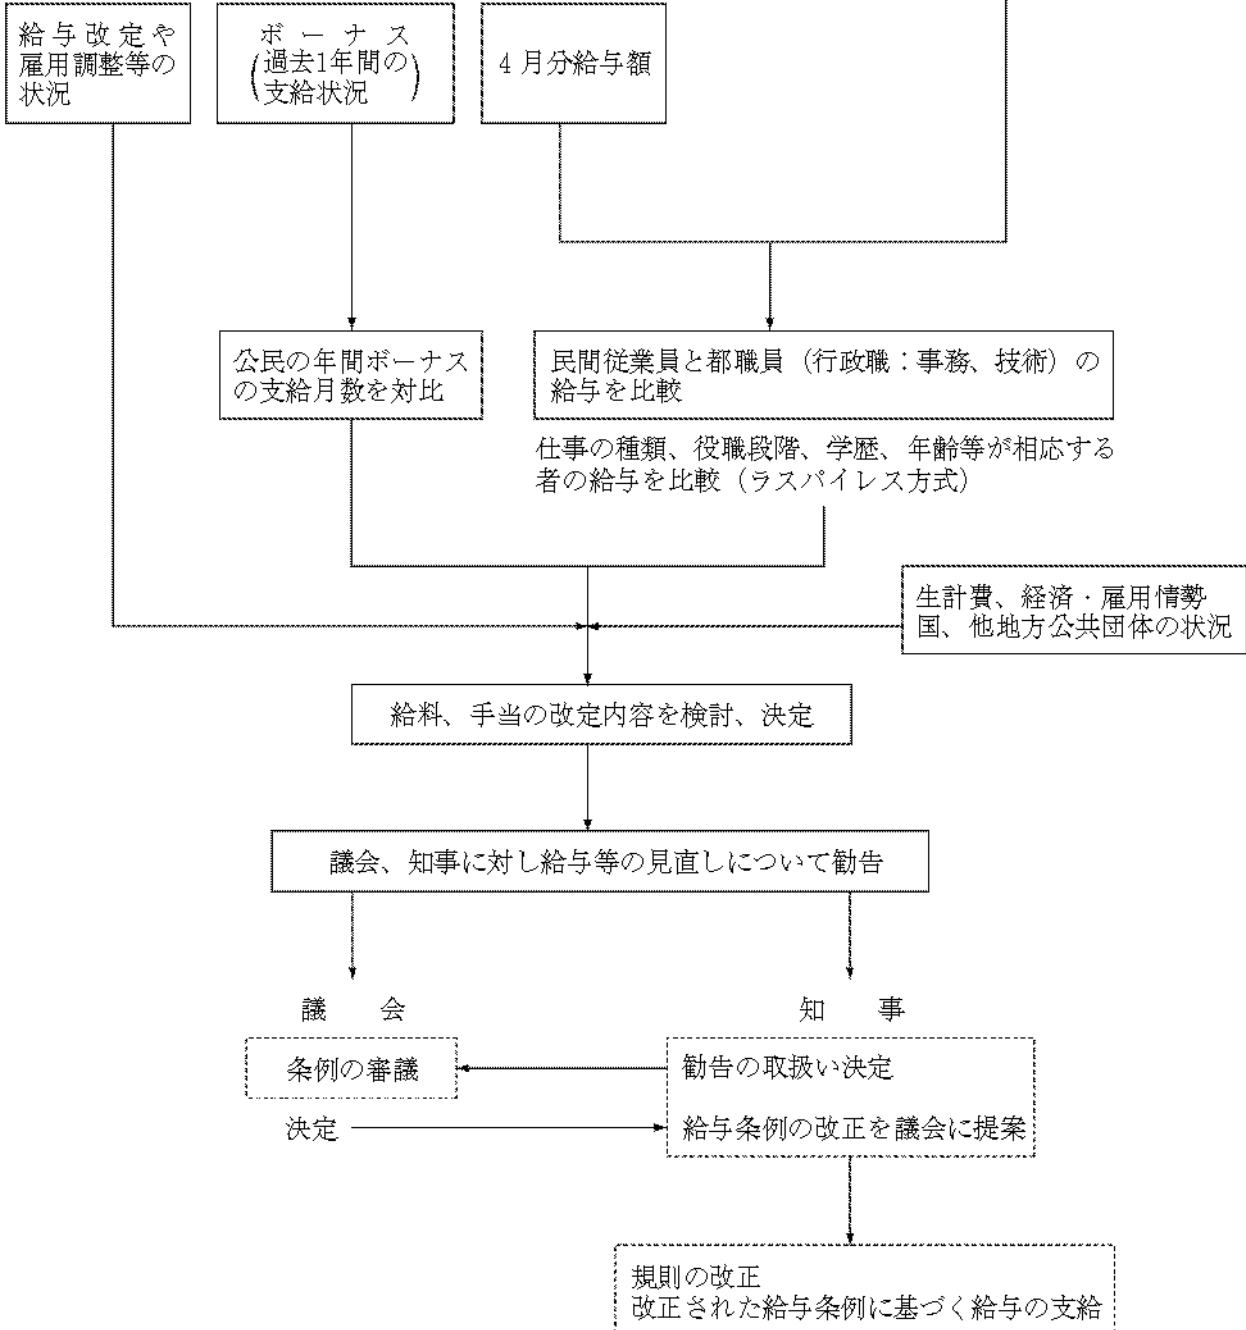 給与改定や
雇用調整等の
状況
ボーナス
(過去1年間の
支給状況)
4月分給与額
公民の年間ボーナス
の支給月数を対比
民間従業員と都職員（行政職：事務、技術）の
給与を比較
仕事の種類、役職段階、学歴、年齢等が相応する
者の給与を比較（ラスパイレス方式）
生計費、経済・雇用情勢
国、他地方公共団体の状況
給料、手当の改定内容を検討、決定
議会、知事に対し給与等の見直しについて勧告
議　会
知　事
条例の審議
勧告の取扱い決定
決定
給与条例の改正を議会に提案
規則の改正
改正された給与条例に基づく給与の支給